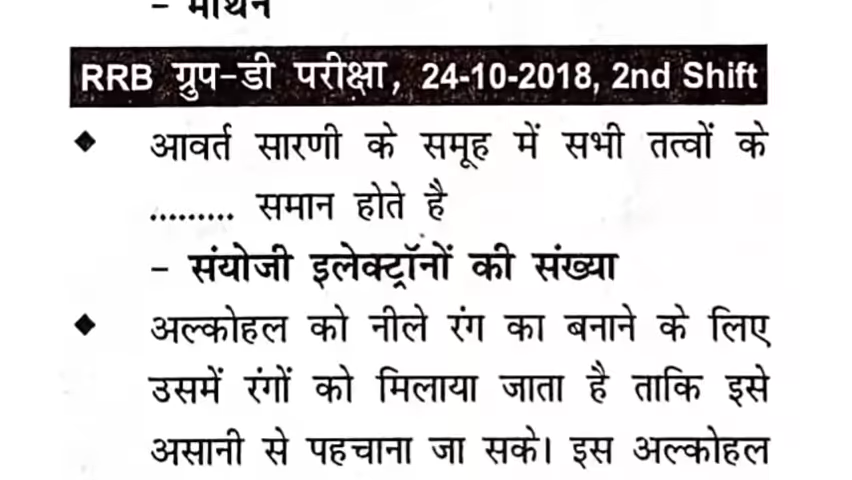 - मीथेन
RRB ग्रुप-डी परीक्षा, 24-10-2018, 2nd Shift
◆ आवर्त सारणी के समूह में सभी तत्वों के
......... समान होते है
- संयोजी इलेक्ट्रॉनों की संख्या
◆ अल्कोहल को नीले रंग का बनाने के लिए
उसमें रंगों को मिलाया जाता है ताकि इसे
असानी से पहचाना जा सके। इस अल्कोहल